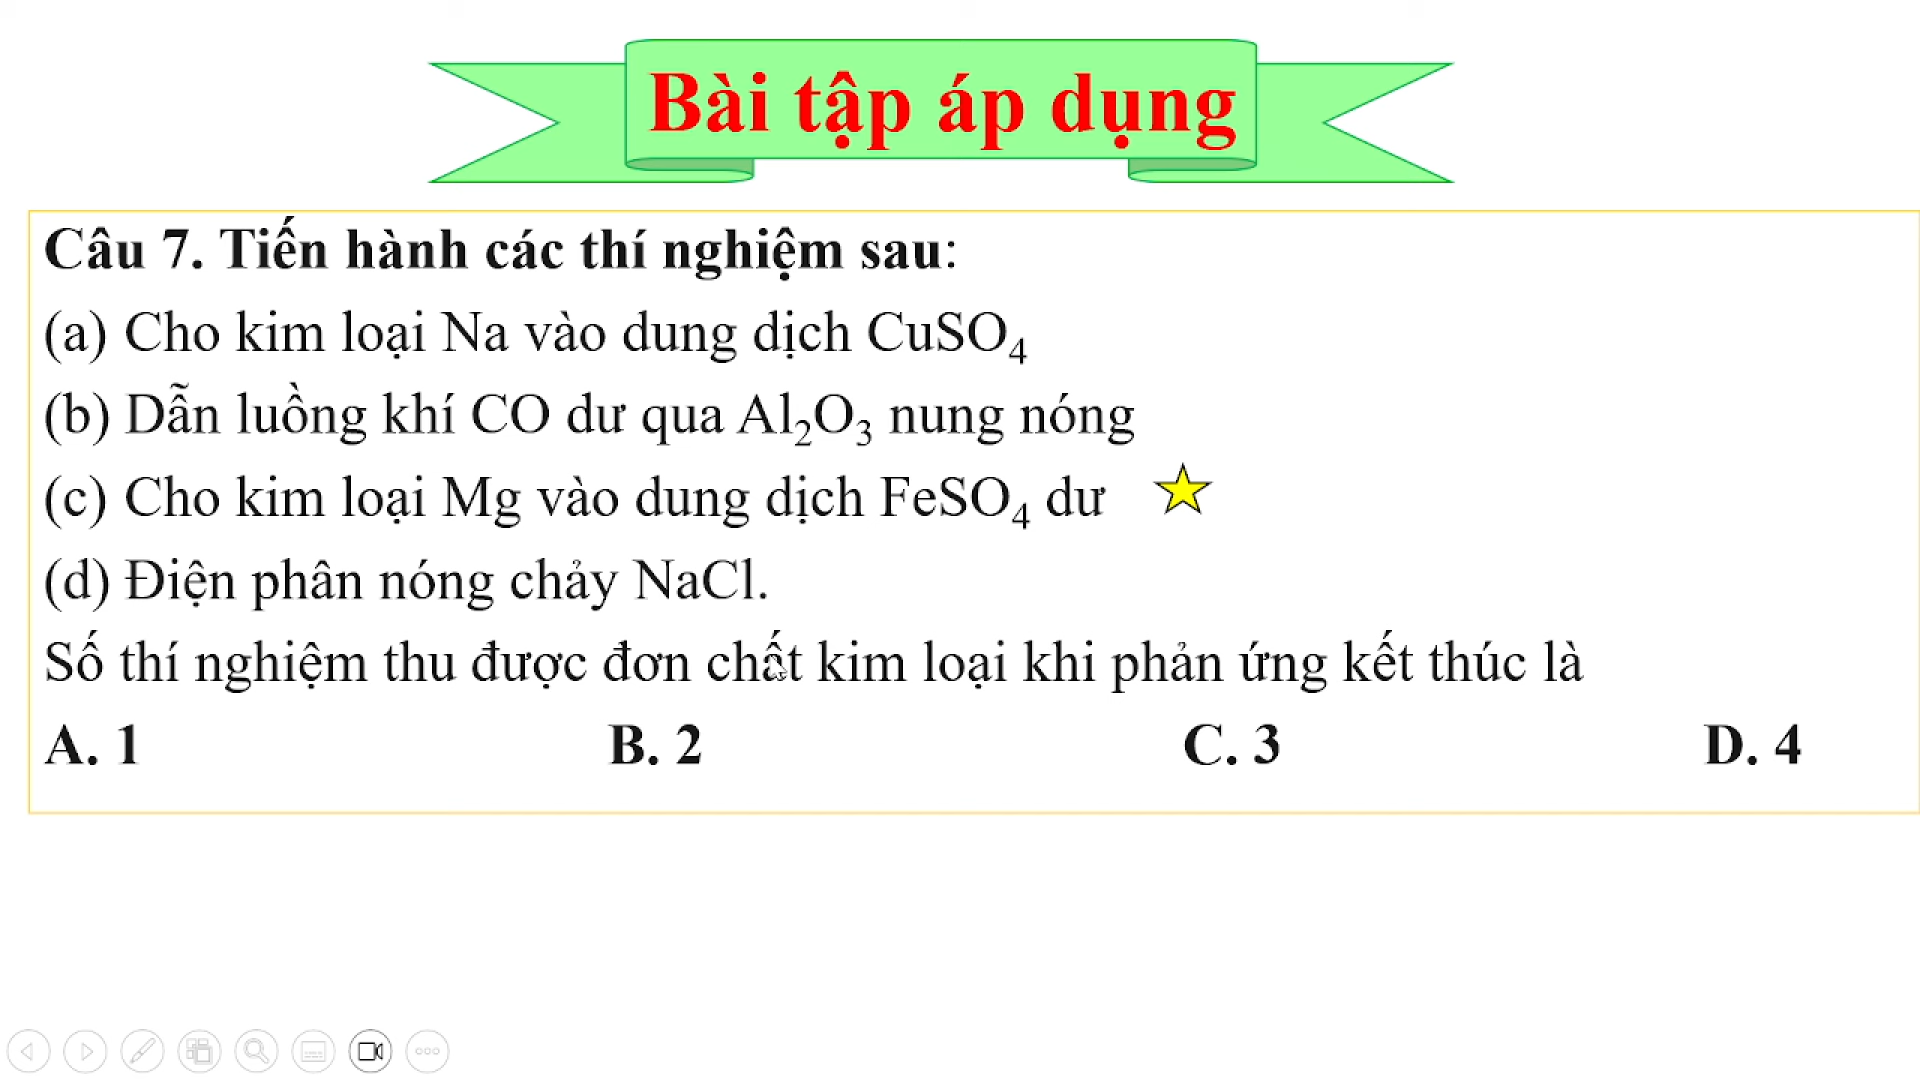 Bài tập áp dụng
Câu 7. Tiến hành các thí nghiệm sau:
(a) Cho kim loại Na vào dung dịch CuSO₄
(b) Dẫn luồng khí CO dư qua Al₂O₃ nung nóng
(c) Cho kim loại Mg vào dung dịch FeSO₄ dư
(d) Điện phân nóng chảy NaCl.
Số thí nghiệm thu được đơn chất kim loại khi phản ứng kết thúc là
A. 1 B. 2 C. 3 D. 4